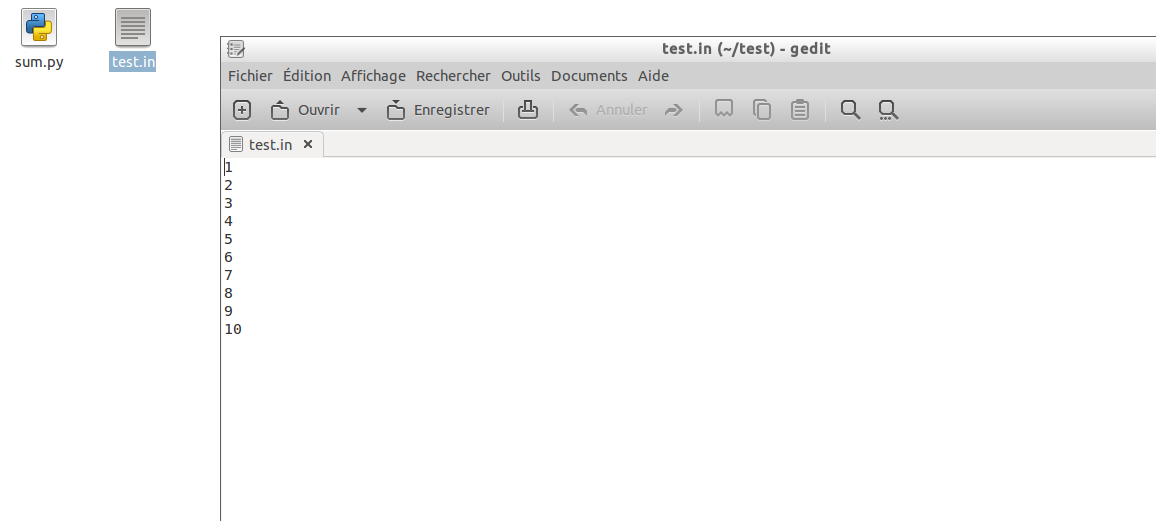 sum.py
test.in
test.in (~/test) - gedit
Fichier Édition Affichage Rechercher Outils Documents Aide
Ouvrir Enregistrer Annuler
test.in
1
2
3
4
5
6
7
8
9
10